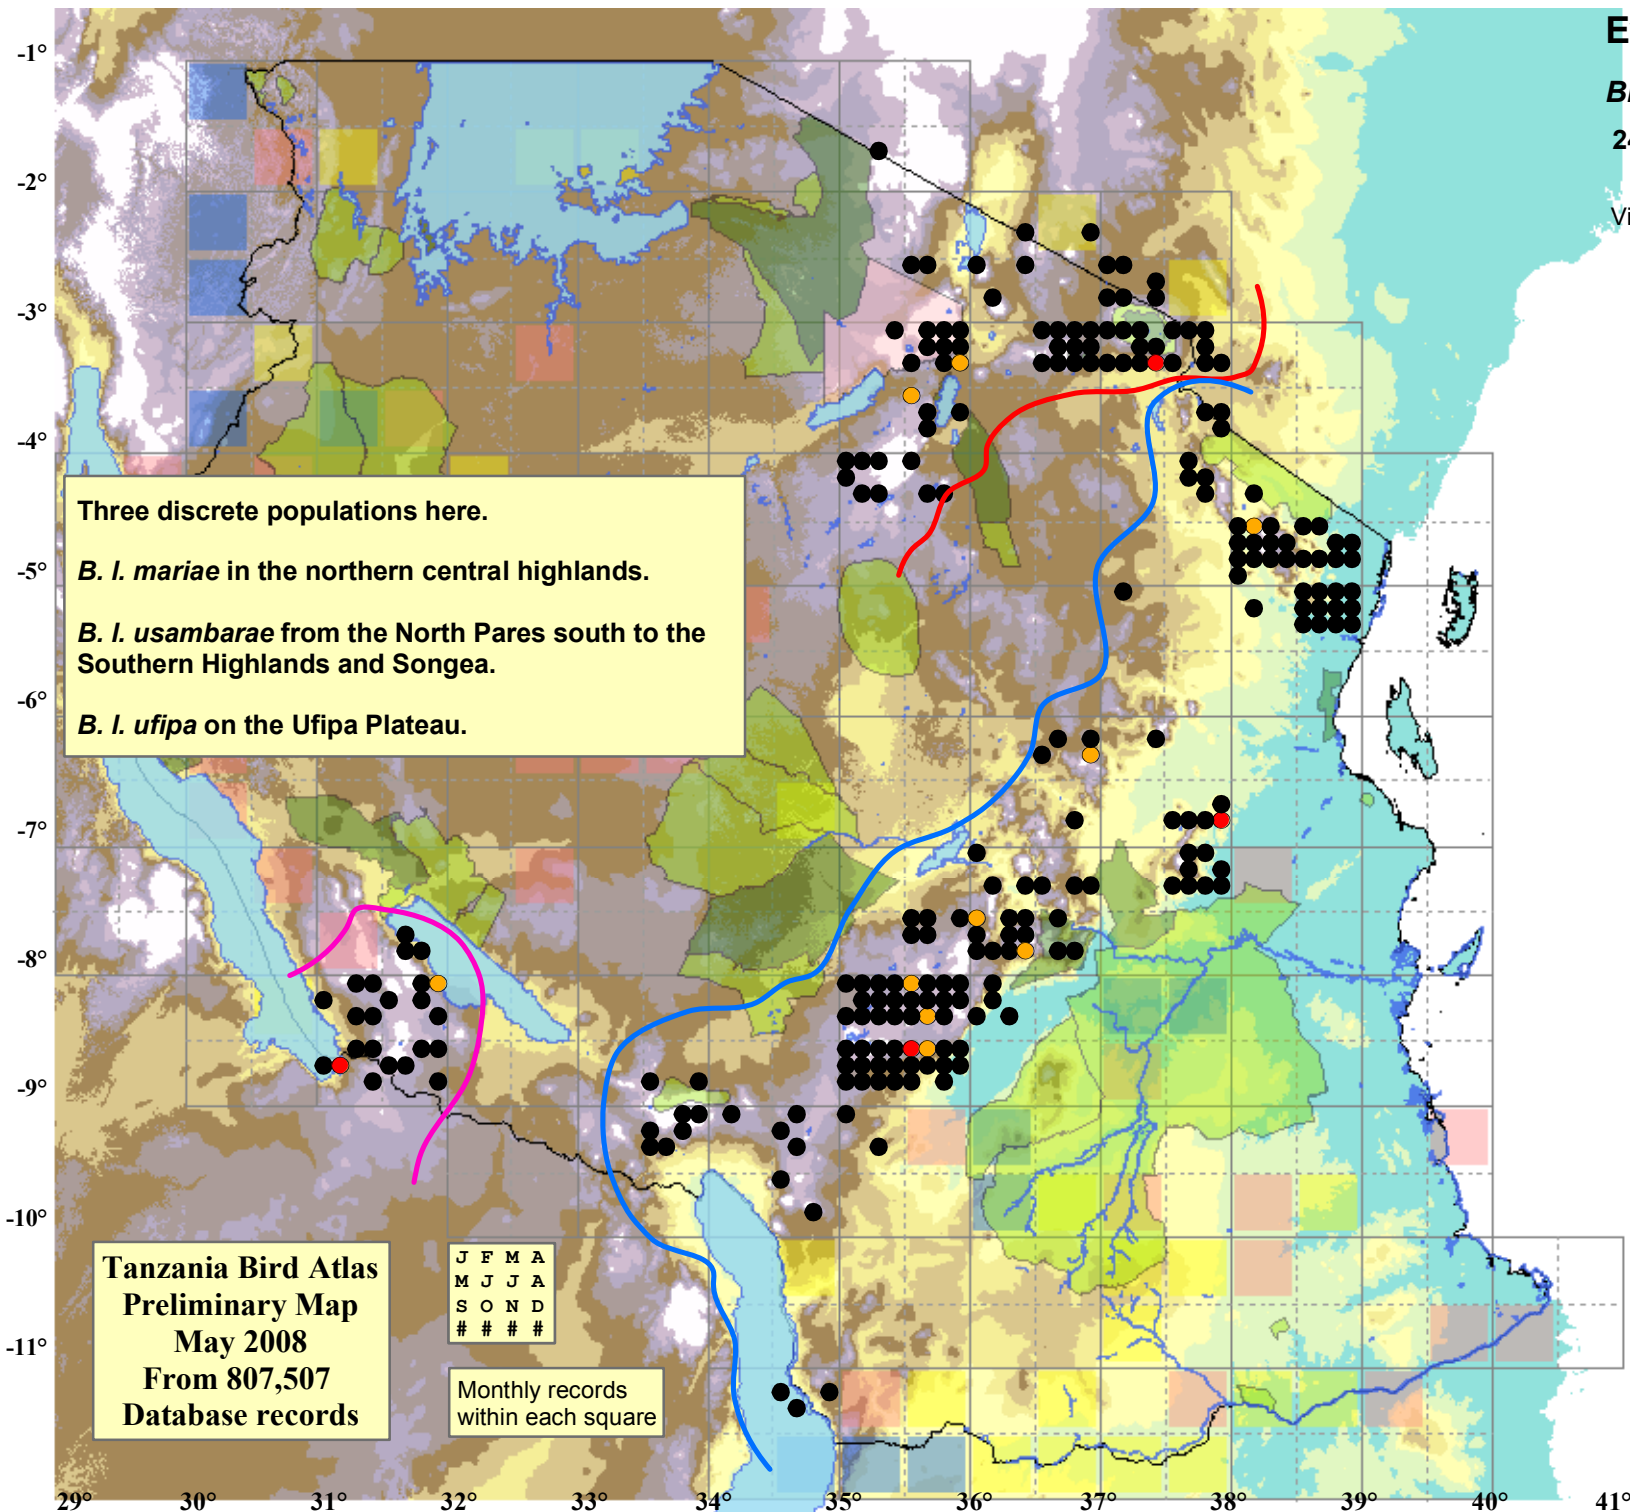 E
B
24
Vi
-1°
-2°
-3°
-4°
-5°
-6°
-7°
-8°
-9°
-10°
-11°
Three discrete populations here.
B. l. mariae in the northern central highlands.
B. l. usambarae from the North Pares south to the
Southern Highlands and Songea.
B. l. ufipa on the Ufipa Plateau.
Tanzania Bird Atlas
Preliminary Map
May 2008
From 807,507
Database records
J F M A
M J J A
S O N D
# # # #
Monthly records
within each square
29° 30° 31° 32° 33° 34° 35° 36° 37° 38° 39° 40° 41°